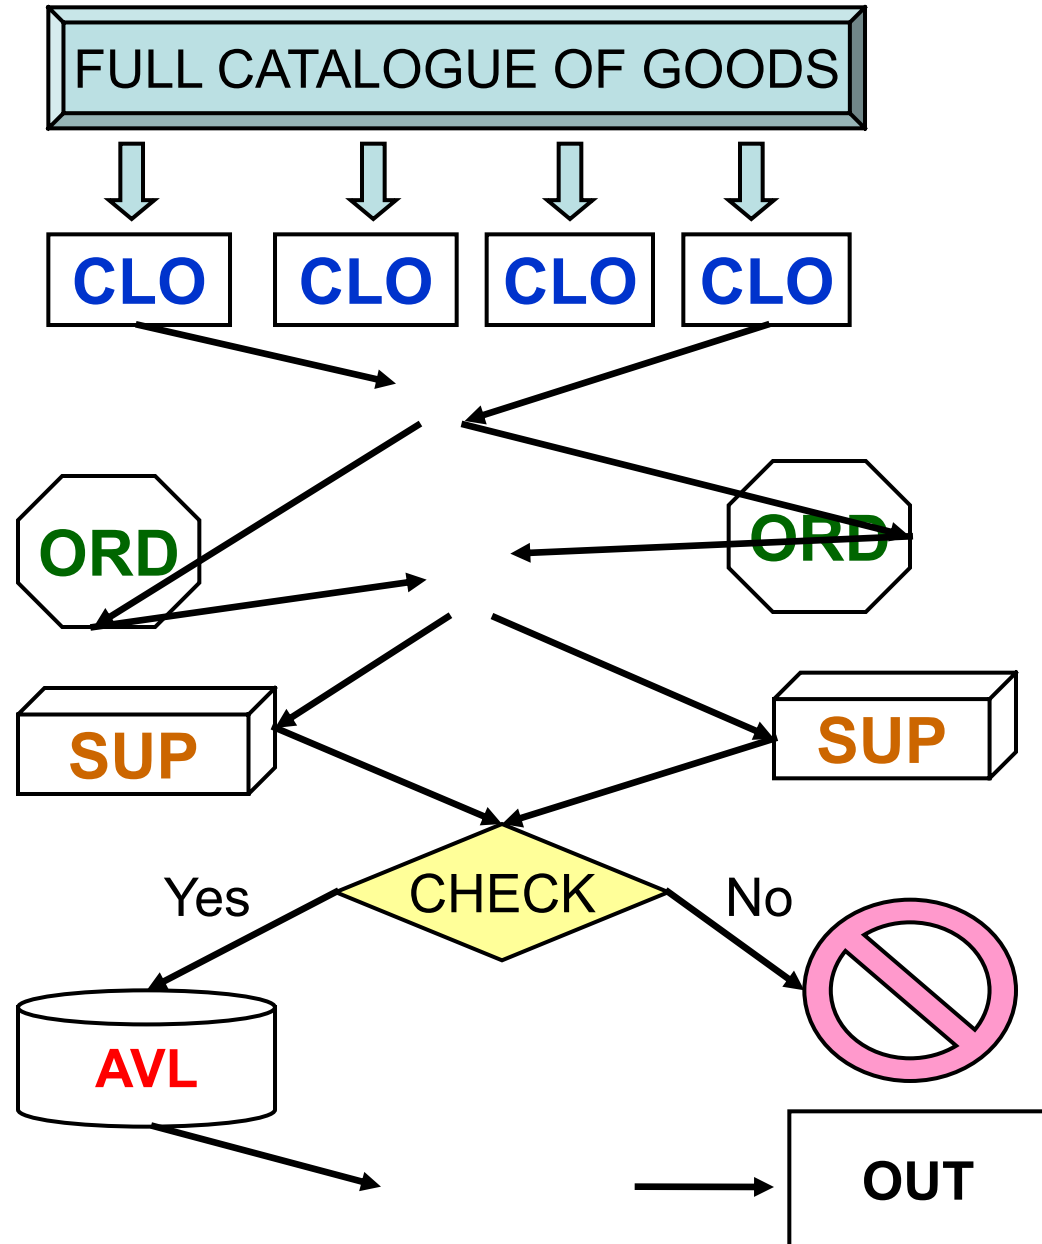 FULL CATALOGUE OF GOODS
CLO CLO CLO CLO
ORD ORD
SUP SUP
CHECK
Yes No
AVL
OUT